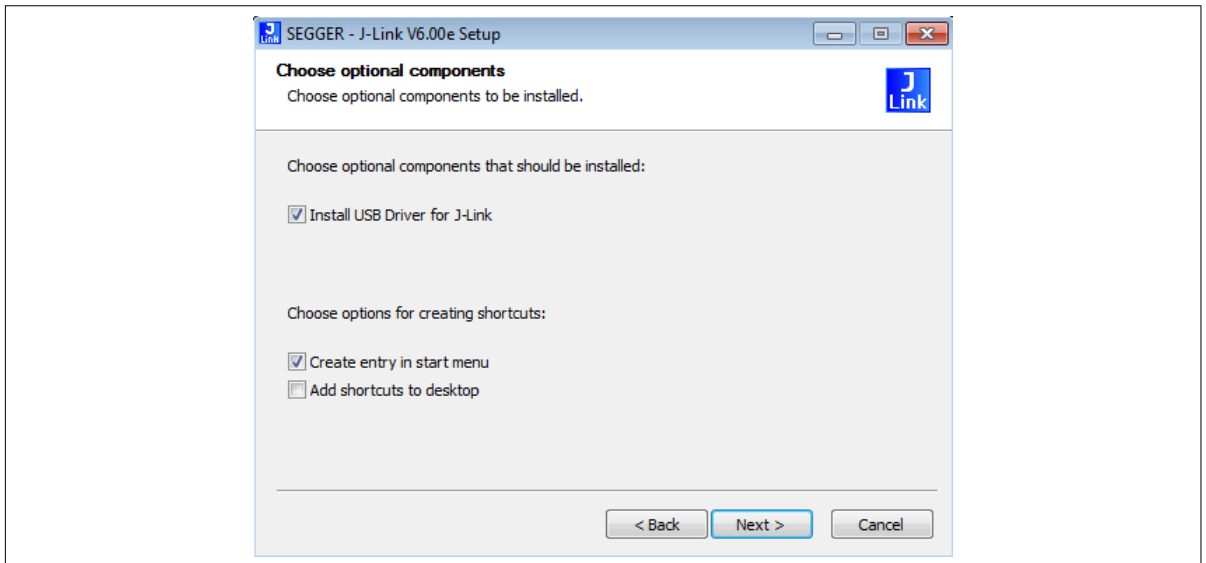 J
Link
SEGGER - J-Link V6.00e Setup
Choose optional components
Choose optional components to be installed.
J
Link
Choose optional components that should be installed:
Install USB Driver for J-Link
Choose options for creating shortcuts:
Create entry in start menu
Add shortcuts to desktop
< Back
Next >
Cancel